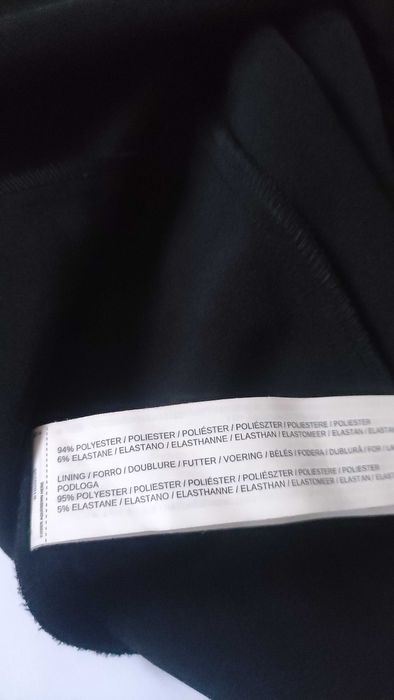 94% POLYESTER / POLIESTER / POLIÉSTER / POLIÉSZTER / POLIESTERE / POLIESTER
6% ELASTANE / ELASTANO / ELASTHANNE / ELASTHAN / ELASTOMEER / ELASTAN / ELASTAN
LINING / FORRO / DOUBLURE / FUTTER / VOERING / BÉLÉS / FODERA / DUBLURĂ / FOR /
PODLOGA
95% POLYESTER / POLIESTER / POLIÉSTER / POLIÉSZTER / POLIESTERE / POLIESTER
5% ELASTANE / ELASTANO / ELASTHANNE / ELASTHAN / ELASTOMEER / ELASTAN / ELASTAN